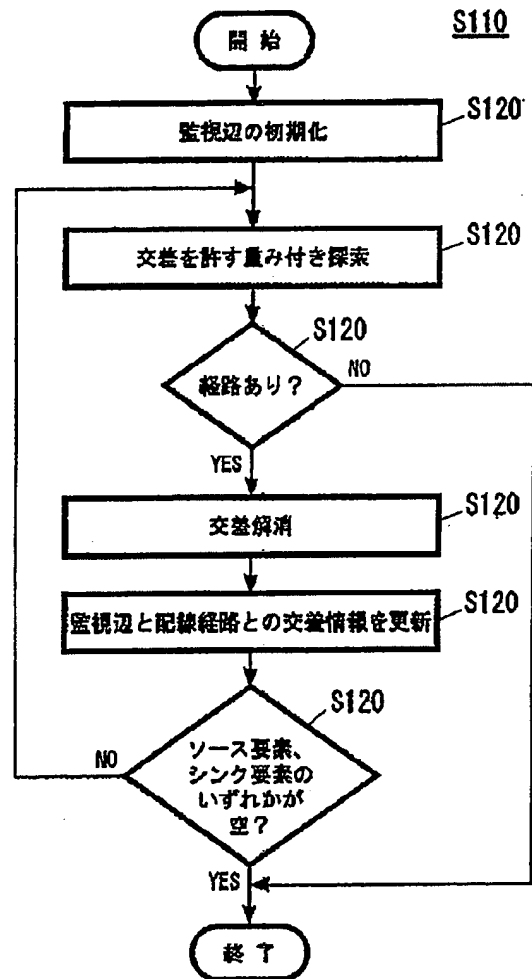 S110
開始
S120
監視辺の初期化
S120
交差を許す重み付き探索
S120
経路あり？
NO
YES
S120
交差解消
S120
監視辺と配線経路との交差情報を更新
S120
ソース要素、
シンク要素の
いずれかが
空？
NO
YES
終了